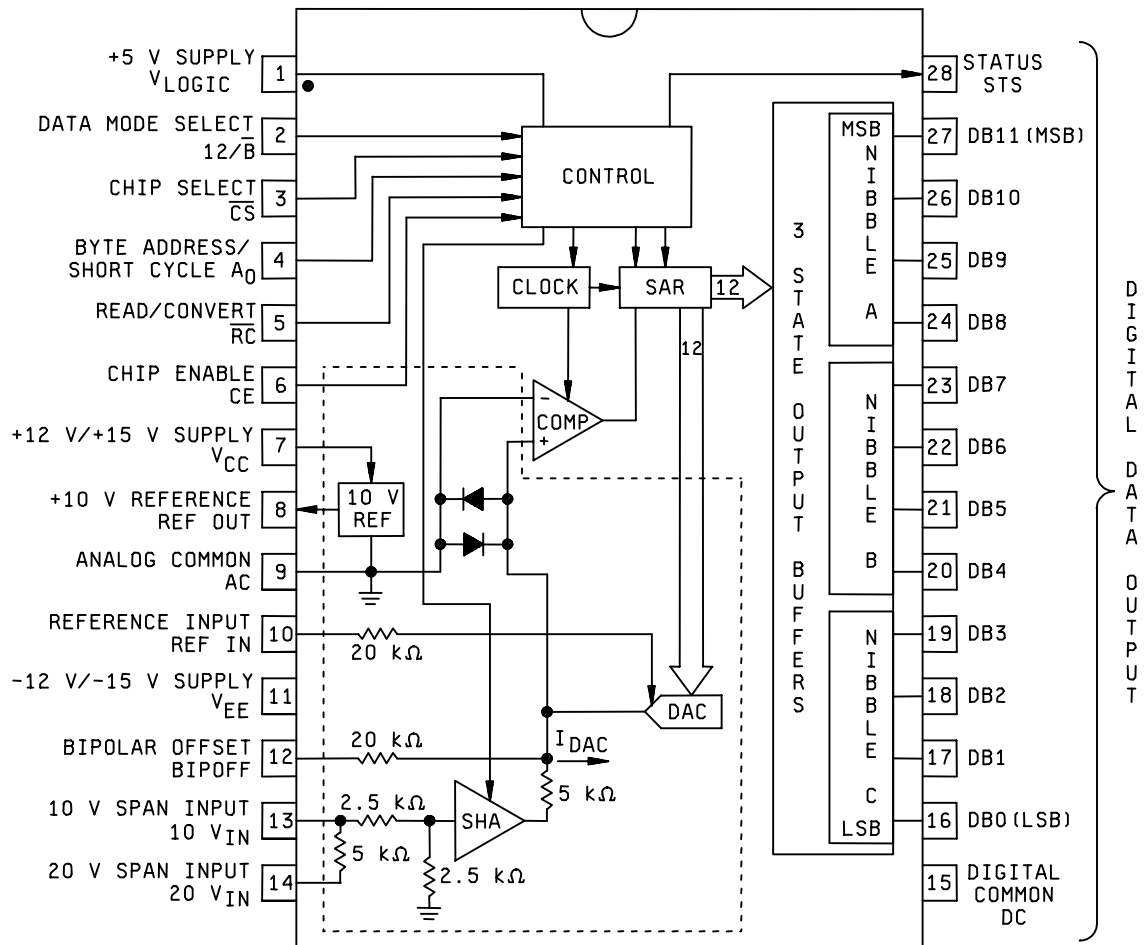 +5 V SUPPLY
VLOGIC
1
DATA MODE SELECT
12/B̅
2
CHIP SELECT
C̅S̅
3
BYTE ADDRESS/
SHORT CYCLE A0
4
READ/CONVERT
R̅C̅
5
CHIP ENABLE
CE
6
+12 V/+15 V SUPPLY
VCC
7
+10 V REFERENCE
REF OUT
8
ANALOG COMMON
AC
9
REFERENCE INPUT
REF IN
10
-12 V/-15 V SUPPLY
VEE
11
BIPOLAR OFFSET
BIPOFF
12
10 V SPAN INPUT
10 VIN
13
20 V SPAN INPUT
20 VIN
14
CONTROL
CLOCK
SAR
12
12
-
COMP
+
10 V
REF
20 kΩ
DAC
20 kΩ
IDAC
5 kΩ
2.5 kΩ
SHA
5 kΩ
2.5 kΩ
3 STATE OUTPUT BUFFERS
MSB
NIBBLE A
NIBBLE B
NIBBLE C
LSB
28
STATUS
STS
27
DB11(MSB)
26
DB10
25
DB9
24
DB8
23
DB7
22
DB6
21
DB5
20
DB4
19
DB3
18
DB2
17
DB1
16
DB0(LSB)
15
DIGITAL
COMMON
DC
DIGITAL DATA OUTPUT